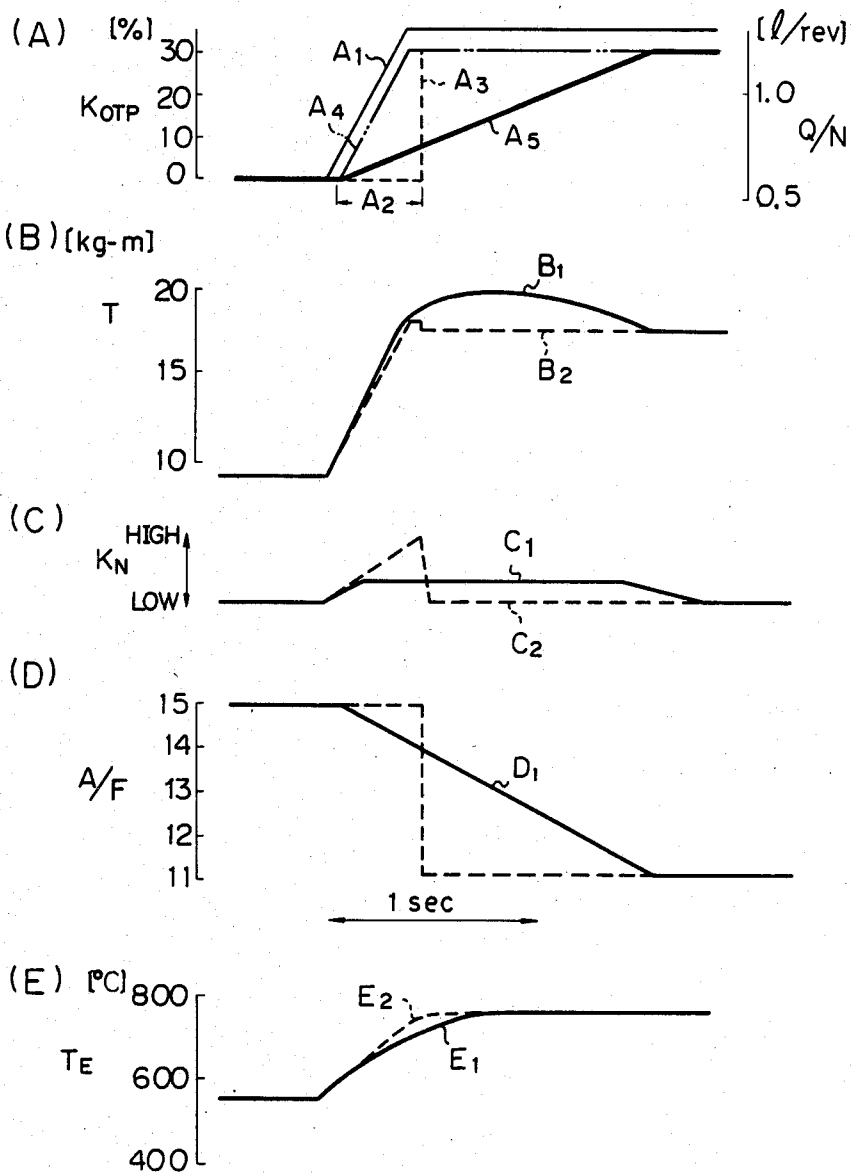 (A) [%] [l/rev]
30 A1
20 A3 1.0
KOTP A4 Q/N
10 A5
0 0.5
A2
(B) [kg-m]
T 20 B1
15 B2
10
(C)
HIGH C1
KN
LOW C2
(D)
15
14
A/F 13 D1
12
11
1 sec
(E) [°C]
800 E2
TE 600 E1
400